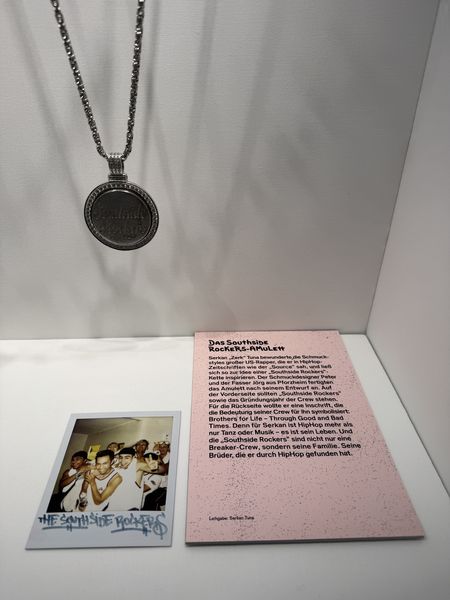 Southside
Rockers
DAS SOUTHSIDE
ROCKERS-AMULETT
Serkan „Zerk“ Tuna bewunderte die Schmuck-
styles großer US-Rapper, die er in HipHop-
Zeitschriften wie der „Source“ sah, und ließ
sich so zur Idee einer „Southside Rockers“
Kette inspirieren. Der Schmuckdesigner Peter
und der Fasser Jörg aus Pforzheim fertigten
das Amulett nach seinem Entwurf an. Auf
der Vorderseite sollten „Southside Rockers“
sowie das Gründungsjahr der Crew stehen.
Für die Rückseite wollte er eine Inschrift, die
die Bedeutung seiner Crew für ihn symbolisiert:
Brothers for Life – Through Good and Bad
Times. Denn für Serkan ist HipHop mehr als
nur Tanz oder Musik – es ist sein Leben. Und
die „Southside Rockers“ sind nicht nur eine
Breaker-Crew, sondern seine Familie. Seine
Brüder, die er durch HipHop gefunden hat.
Leihgabe: Serkan Tuna
THE SOUTHSIDE ROCKERS